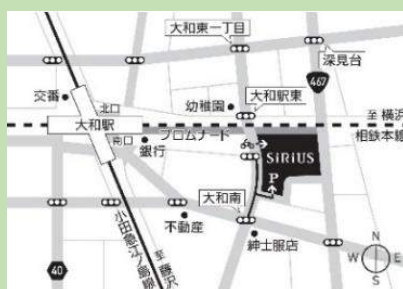 大和東一丁目
深見台
467
交番
北口
幼稚園
大和駅東
至 横浜
大和駅
プロムナード
相鉄本線
南口
銀行
SiRiUS
P
大和南
不動産
紳士服店
小田急江ノ島線
至 藤沢
40
N
W
E
S